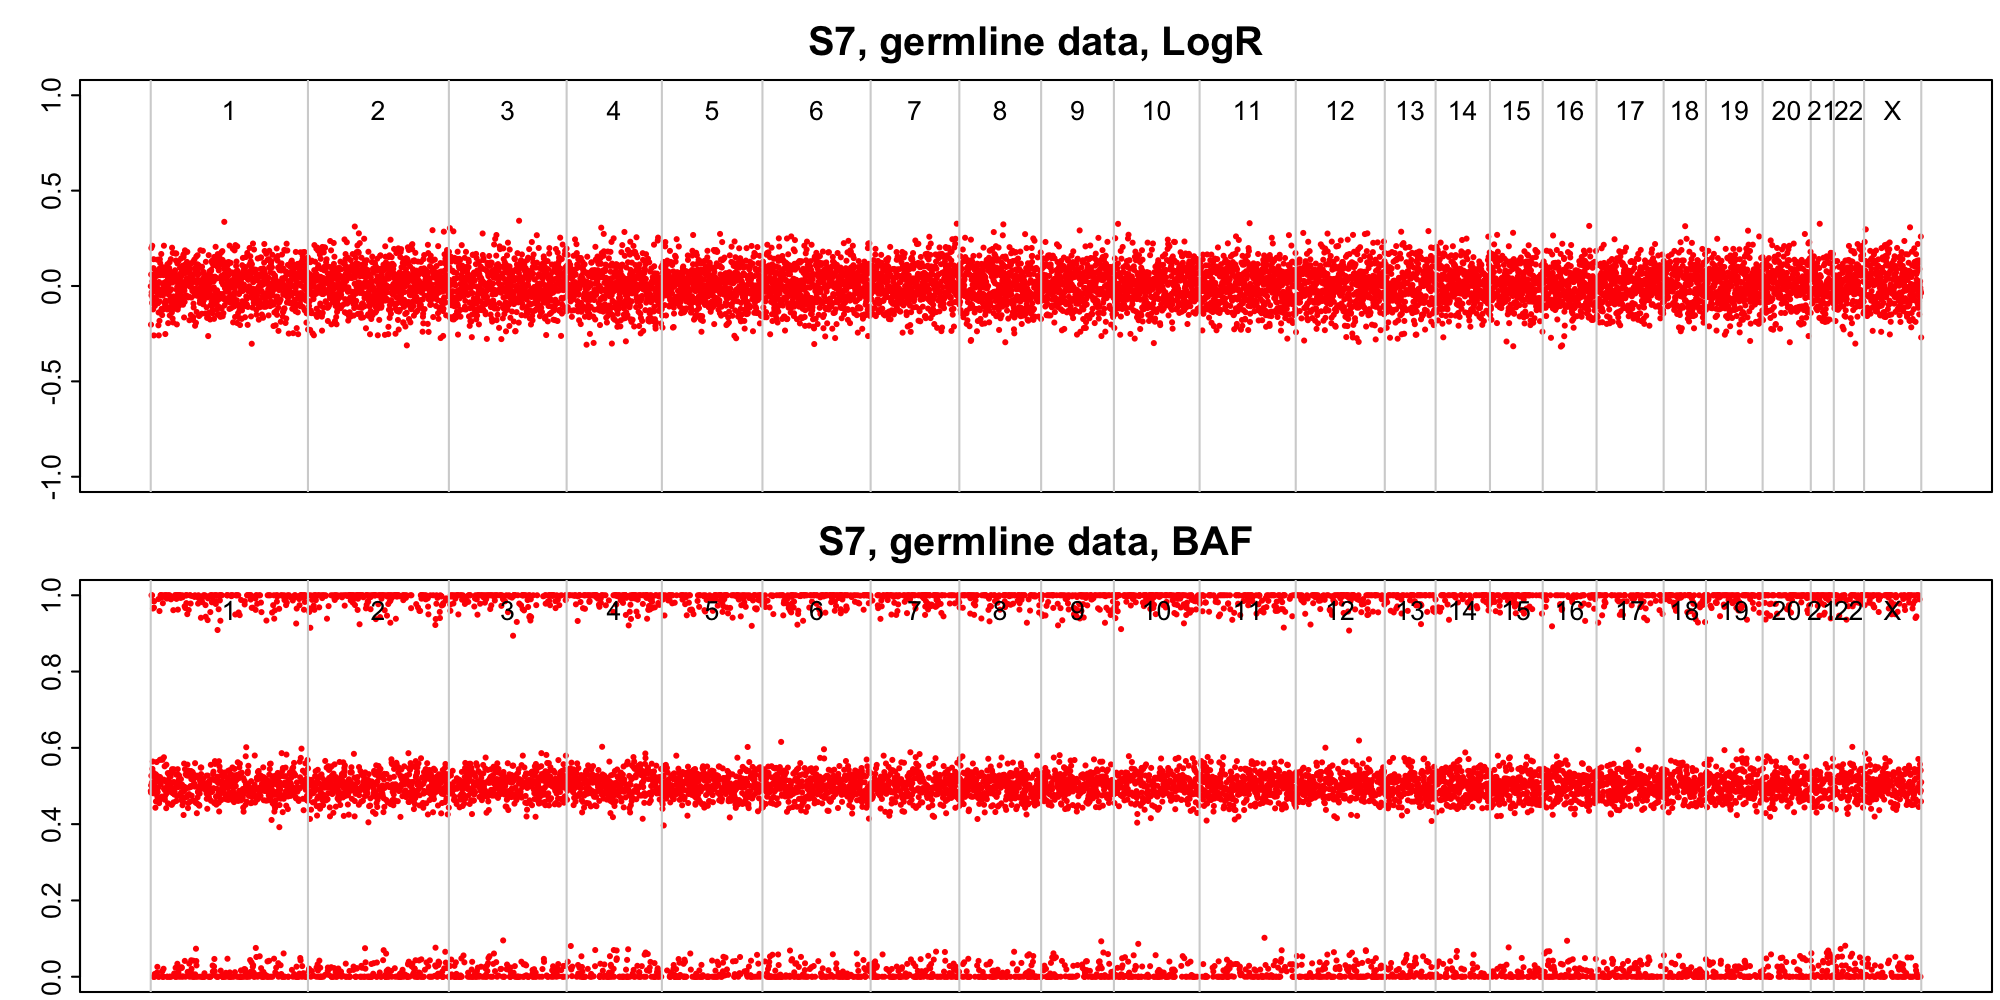 S7, germline data, LogR
1.0
0.5
0.0
-0.5
-1.0
1 2 3 4 5 6 7 8 9 10 11 12 13 14 15 16 17 18 19 20 21 22 X
S7, germline data, BAF
1.0
0.8
0.6
0.4
0.2
0.0
1 2 3 4 5 6 7 8 9 10 11 12 13 14 15 16 17 18 19 20 21 22 X